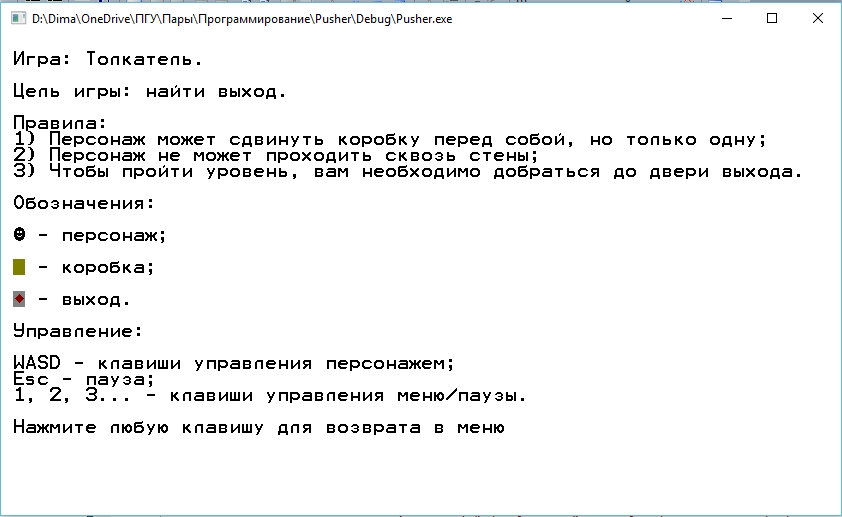 D:\Dima\OneDrive\ПГУ\Пары\Программирование\Pusher\Debug\Pusher.exe
Игра: Толкатель.
Цель игры: найти выход.
Правила:
1) Персонаж может сдвинуть коробку перед собой, но только одну;
2) Персонаж не может проходить сквозь стены;
3) Чтобы пройти уровень, вам необходимо добраться до двери выхода.
Обозначения:
☻ - персонаж;
- коробка;
♦ - выход.
Управление:
WASD - клавиши управления персонажем;
Esc - пауза;
1, 2, 3... - клавиши управления меню/паузы.
Нажмите любую клавишу для возврата в меню